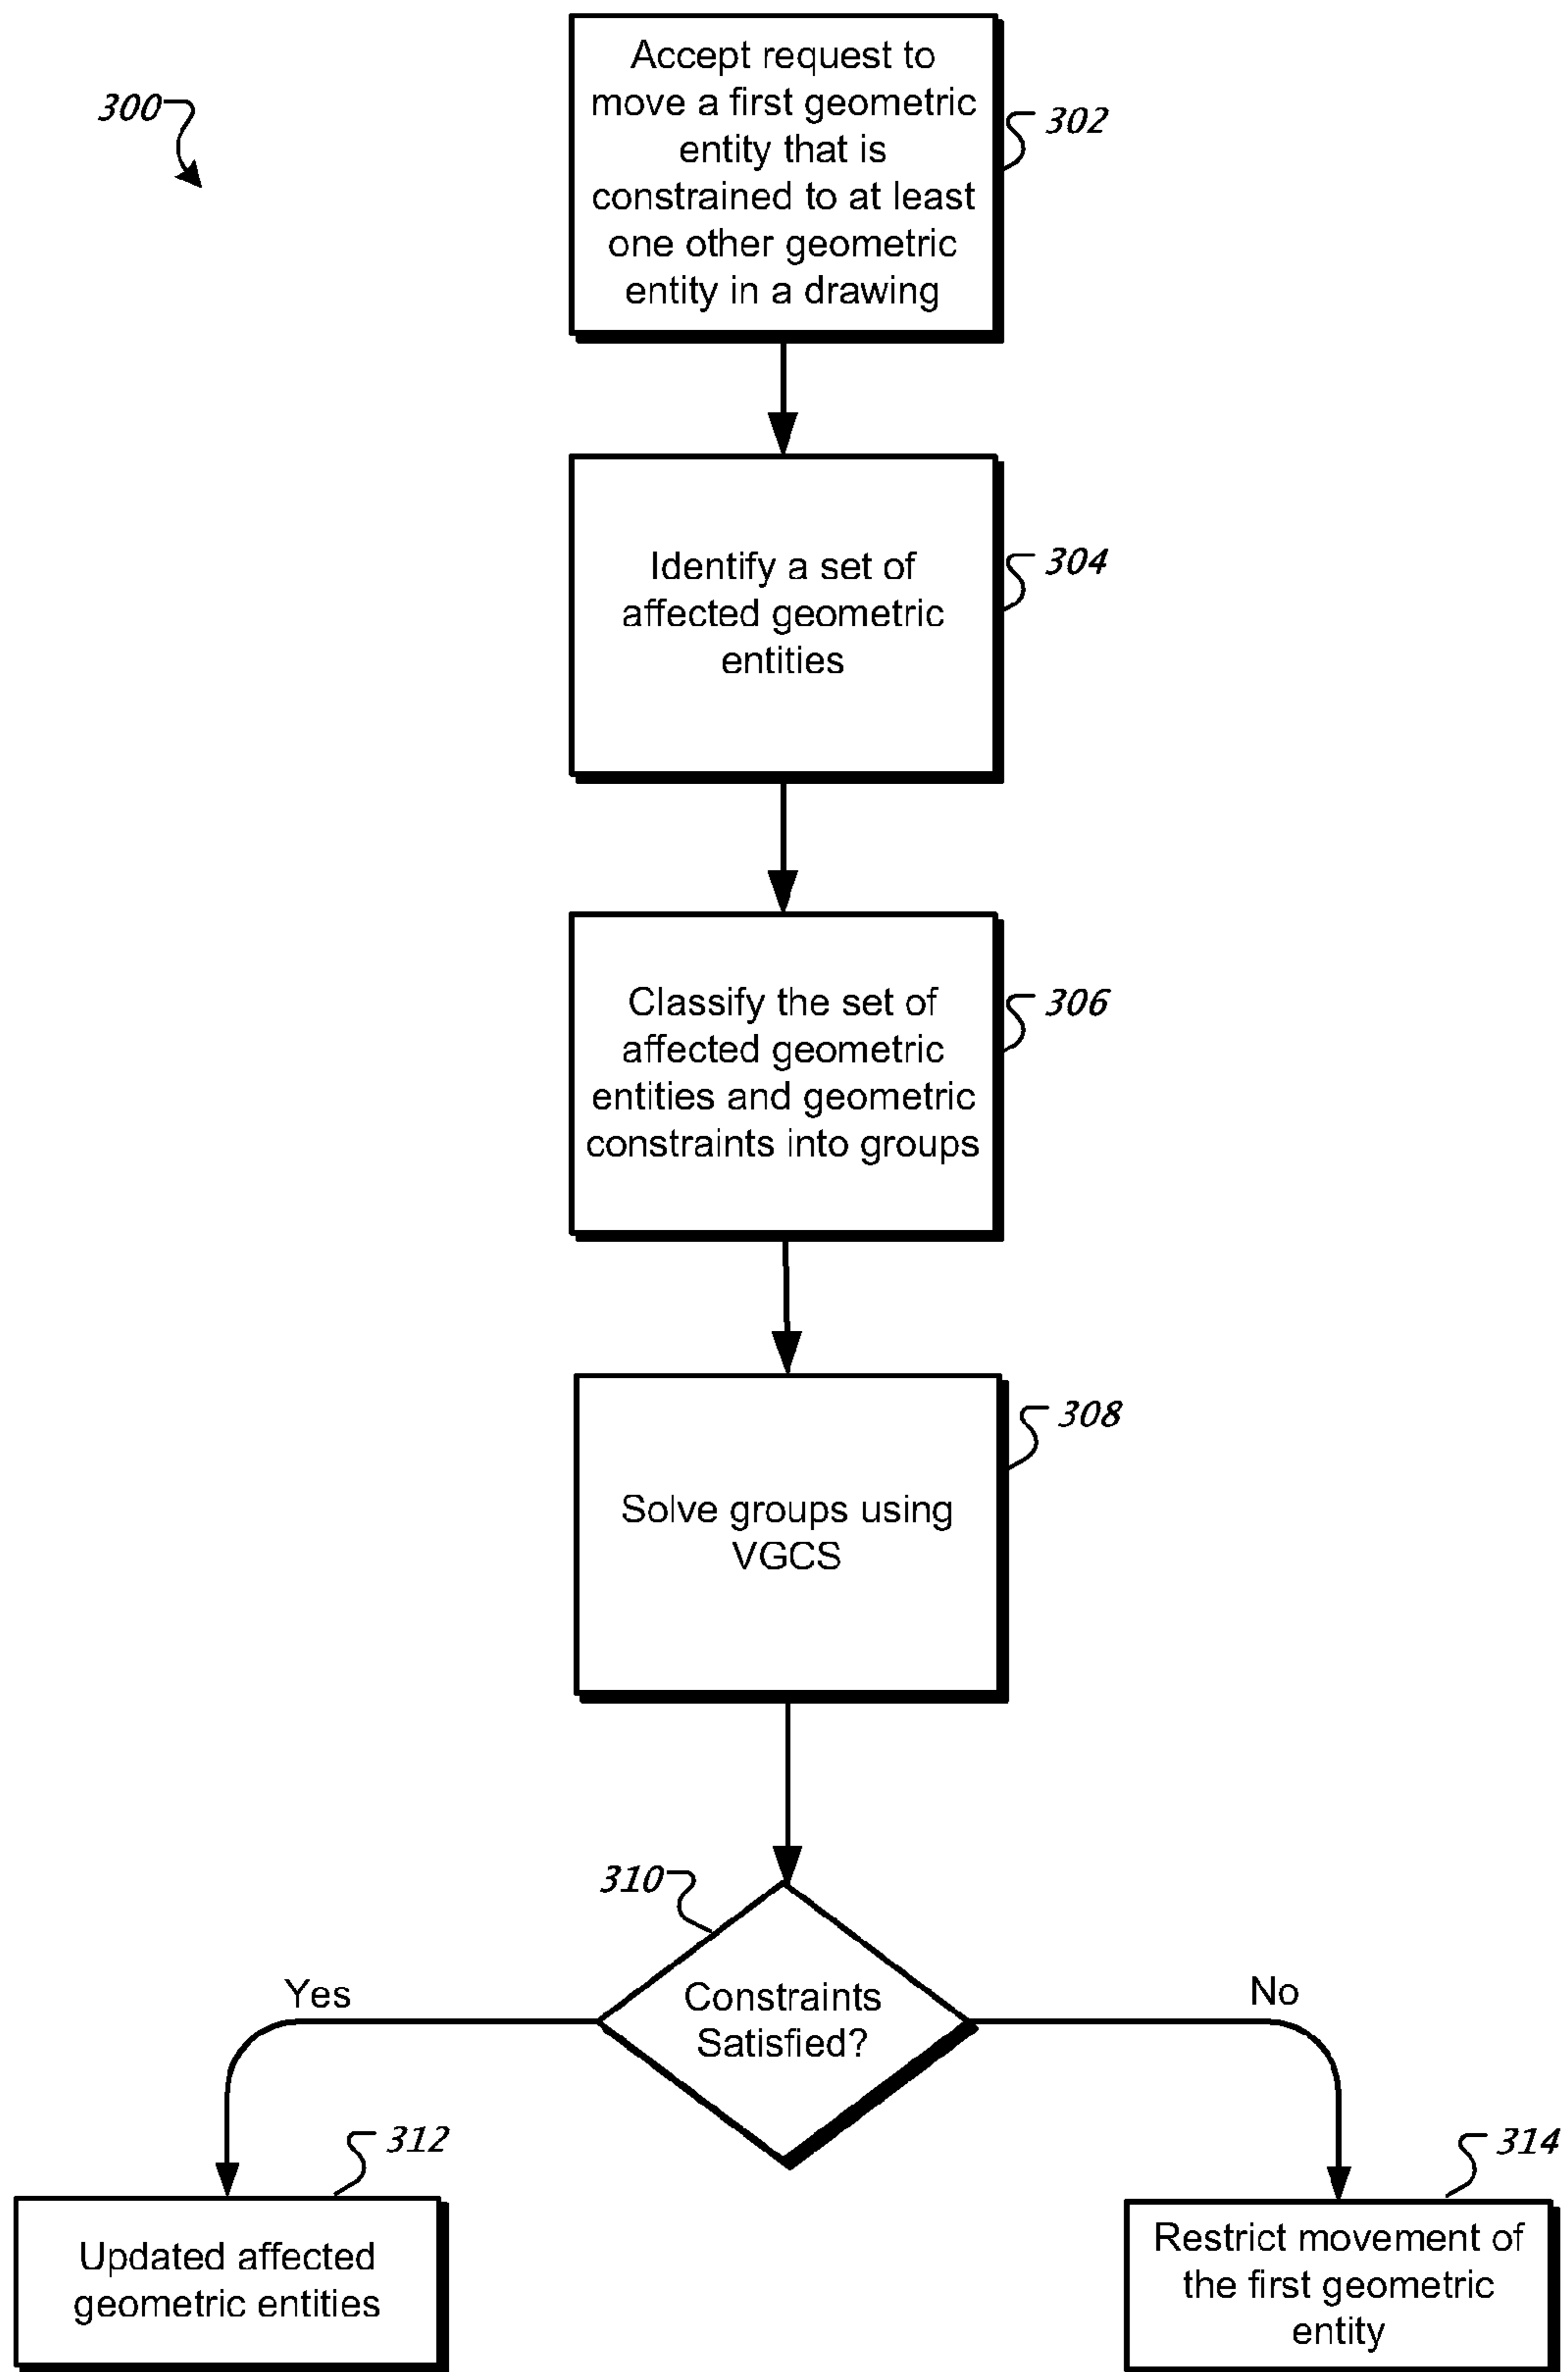 300
Accept request to
move a first geometric
entity that is
constrained to at least
one other geometric
entity in a drawing
302
Identify a set of
affected geometric
entities
304
Classify the set of
affected geometric
entities and geometric
constraints into groups
306
Solve groups using
VGCS
308
310
Constraints
Satisfied?
Yes
No
312
Updated affected
geometric entities
314
Restrict movement of
the first geometric
entity